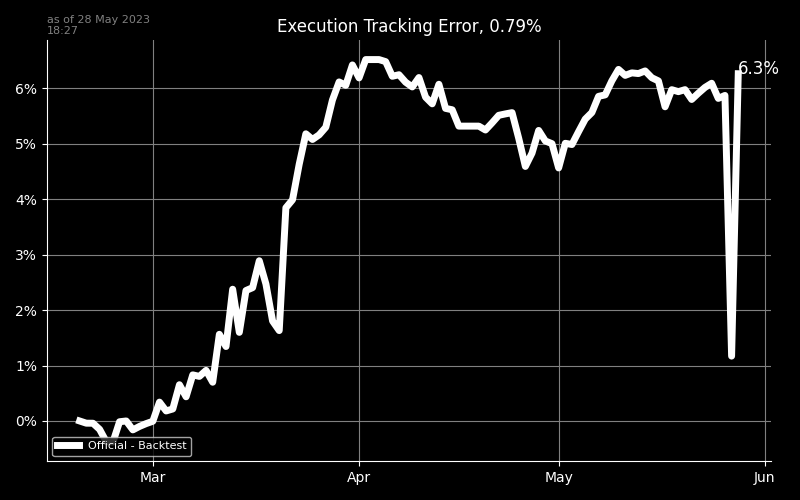 as of 28 May 2023
18:27
Execution Tracking Error, 0.79%
6.3%
6%
5%
4%
3%
2%
1%
0%
Official - Backtest
Mar
Apr
May
Jun